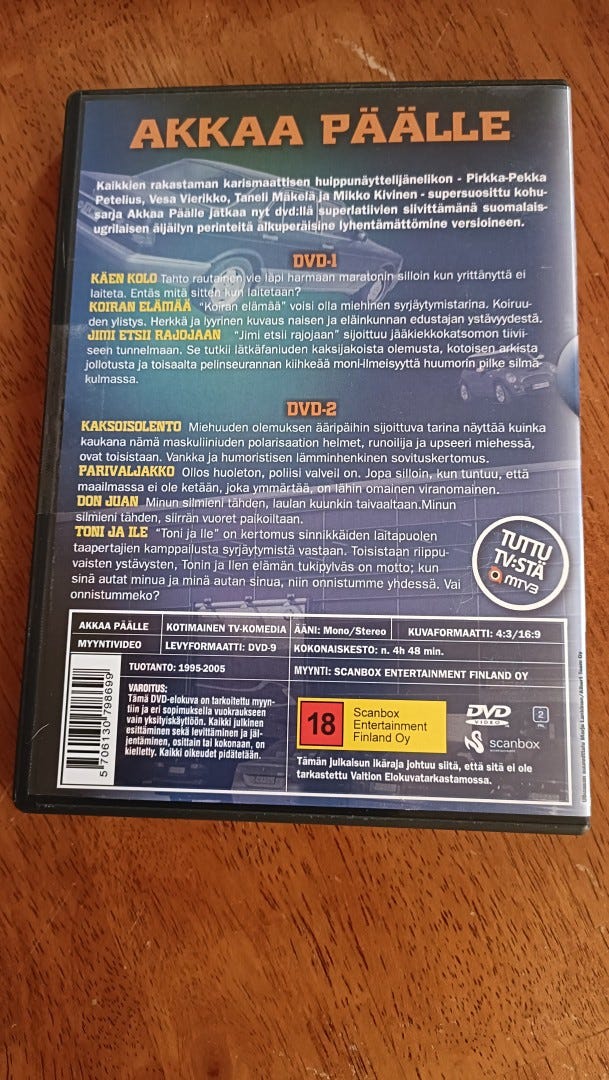 AKKAA PÄÄLLE
Kaikkien rakastaman karismaattisen huippunäyttelijänelikon - Pirkka-Pekka
Petelius, Vesa Vierikko, Taneli Mäkelä ja Mikko Kivinen - supersuosittu kohu-
sarja Akkaa Päälle jatkaa nyt dvd:llä superlatiivien siivittämänä suomalais-
ugrilaisen äijäilyn perinteitä alkuperäisine lyhentämättömine versioineen.
DVD-1
KÄEN KOLO Tahto rautainen vie läpi harmaan maratonin silloin kun yrittänyttä ei
laiteta. Entäs mitä sitten kun laitetaan?
KOIRAN ELÄMÄÄ "Koiran elämää" voisi olla miehinen syrjäytymistarina. Koiruu-
den ylistys. Herkkä ja lyyrinen kuvaus naisen ja eläinkunnan edustajan ystävyydestä.
JIMI ETSII RAJOJAAN "Jimi etsii rajojaan" sijoittuu jääkiekkokatsomon tiivii-
seen tunnelmaan. Se tutkii lätkäfaniuden kaksijakoista olemusta, kotoisen arkista
jollotusta ja toisaalta pelinseurannan kiihkeää moni-ilmeisyyttä huumorin pilke silmä-
kulmassa.
DVD-2
KAKSOISOLENTO Miehuuden olemuksen ääripäihin sijoittuva tarina näyttää kuinka
kaukana nämä maskuliiniuden polarisaation helmet, runoilija ja upseeri miehessä,
ovat toisistaan. Vankka ja humoristisen lämminhenkinen sovituskertomus.
PARIVALJAKKO Ollos huoleton, poliisi valveil on. Jopa silloin, kun tuntuu, että
maailmassa ei ole ketään, joka ymmärtää, on lähin omainen viranomainen.
DON JUAN Minun silmieni tähden, laulan kuunkin taivaaltaan.Minun
silmieni tähden, siirrän vuoret paikoiltaan.
TONI JA ILE "Toni ja Ile" on kertomus sinnikkäiden laitapuolen
taapertajien kamppailusta syrjäytymistä vastaan. Toisistaan riippu-
vaisten ystävysten, Tonin ja Ilen elämän tukipylväs on motto; kun
sinä autat minua ja minä autan sinua, niin onnistumme yhdessä. Vai
onnistummeko?
TUTTU
TV:STÄ
MTV3
AKKAA PÄÄLLE KOTIMAINEN TV-KOMEDIA ÄÄNI: Mono/Stereo KUVAFORMAATTI: 4:3/16:9
MYYNTIVIDEO LEVYFORMAATTI: DVD-9 KOKONAISKESTO: n. 4h 48 min.
TUOTANTO: 1995-2005 MYYNTI: SCANBOX ENTERTAINMENT FINLAND OY
VAROITUS:
Tämä DVD-elokuva on tarkoitettu myyn-
tiin ja eri sopimuksella vuokraukseen
vain yksityiskäyttöön. Kaikki julkinen
esittäminen sekä levittäminen ja jäl-
jentäminen, osittain tai kokonaan, on
kielletty. Kaikki oikeudet pidätetään.
5 706130 798699
18
Scanbox
Entertainment
Finland Oy
DVD
VIDEO
2
PAL
scanbox
Tämän julkaisun ikäraja johtuu siitä, että sitä ei ole
tarkastettu Valtion Elokuvatarkastamossa.